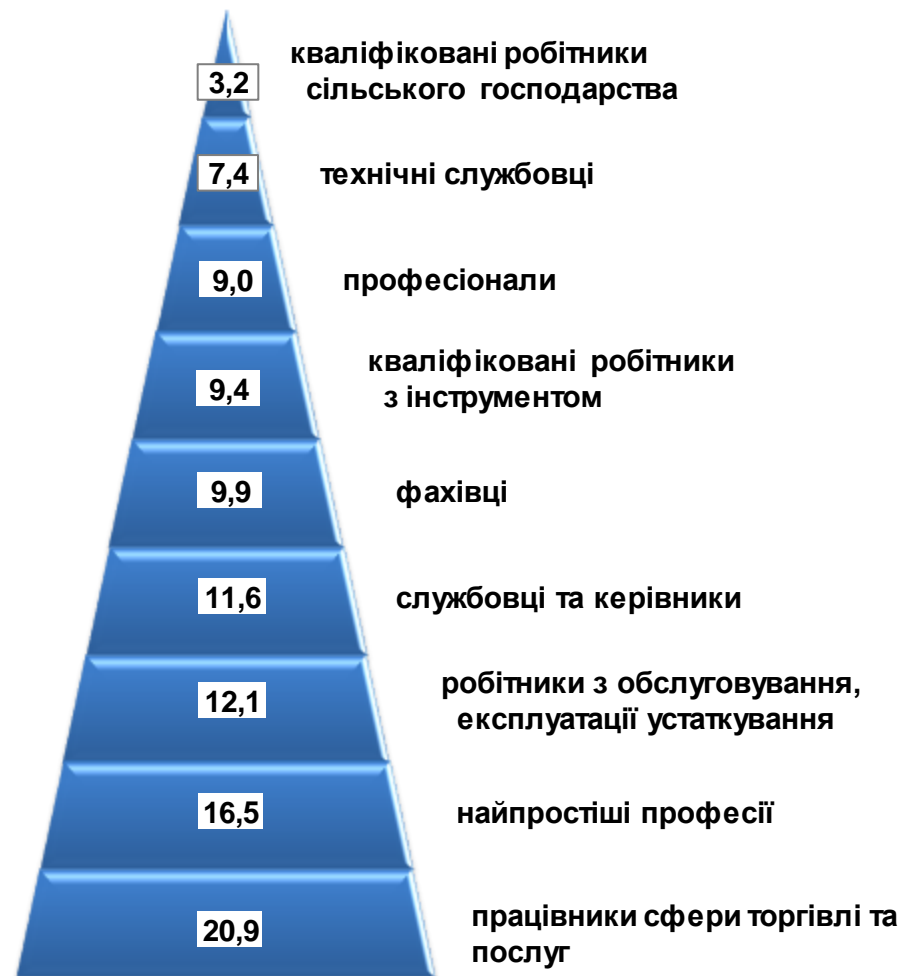 кваліфіковані робітники
3,2
сільського господарства
7,4
технічні службовці
9,0
професіонали
кваліфіковані робітники
9,4
з інструментом
9,9
фахівці
11,6
службовці та керівники
робітники з обслуговування,
12,1
експлуатації устаткування
16,5
найпростіші професії
працівники сфери торгівлі та
20,9
послуг